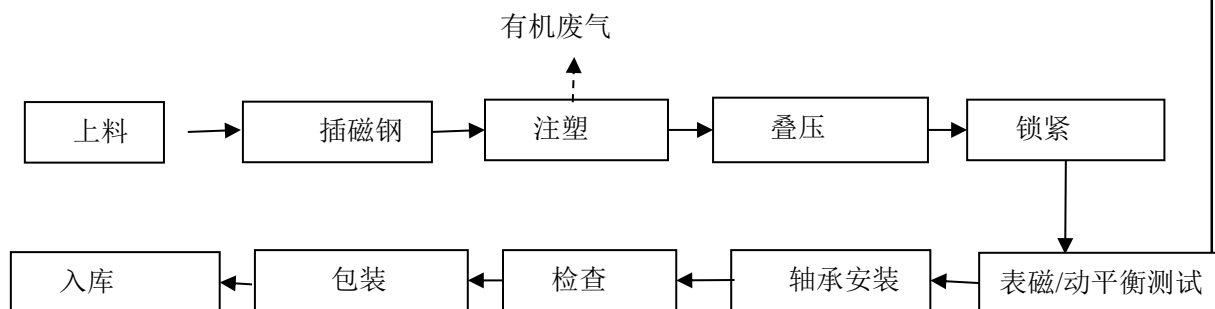 有机废气
上料
插磁钢
注塑
叠压
锁紧
表磁/动平衡测试
轴承安装
检查
包装
入库